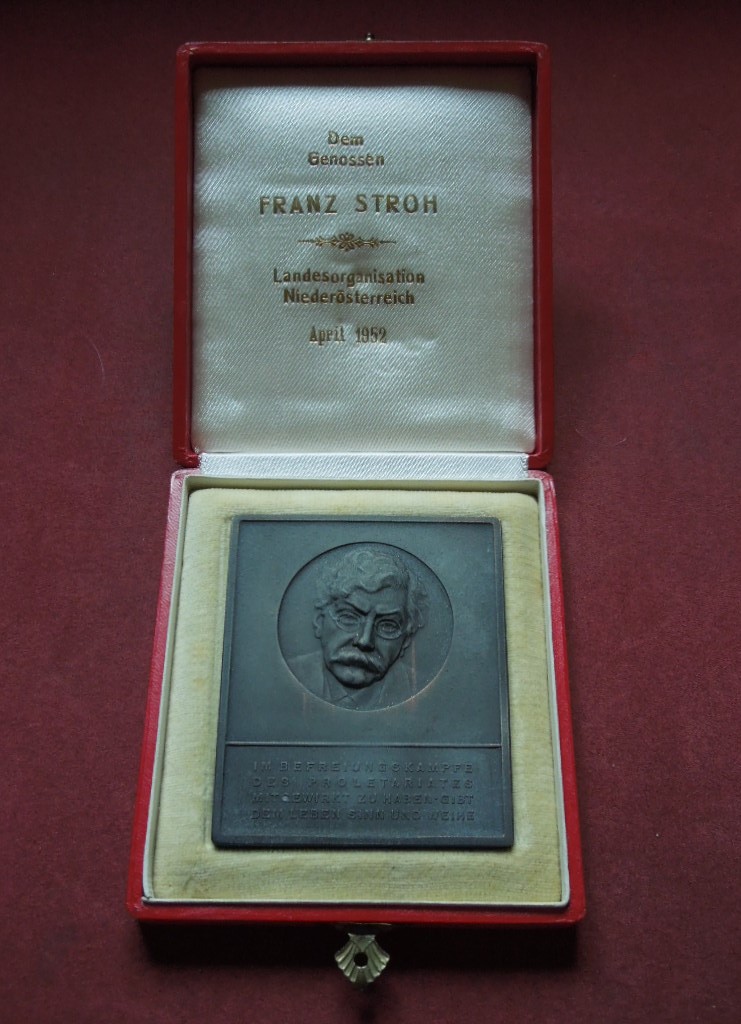 Dem
Genossen
FRANZ STROH
Landesorganisation
Niederösterreich
April 1952
IM BEFREIUNGSKAMPFE
DES PROLETARIATES
MITGEWIRKT ZU HABEN·GIBT
DEM LEBEN SINN UND WEIHE